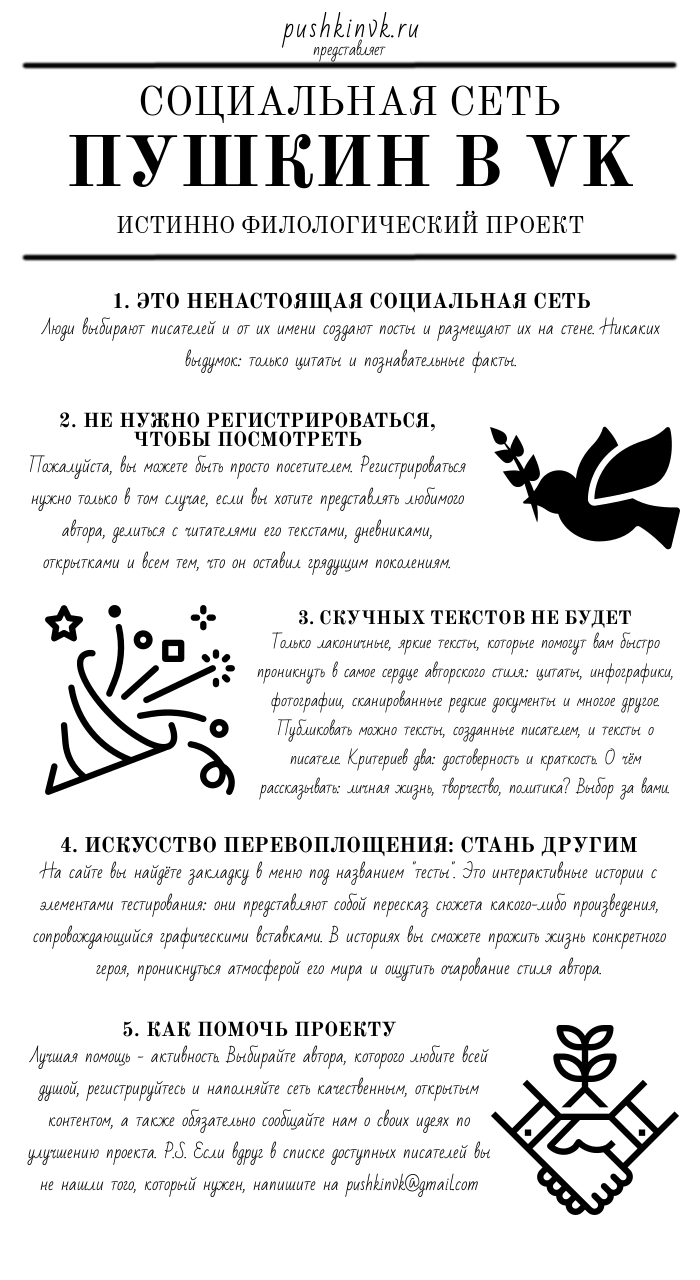 pushkinvk.ru
представляет
СОЦИАЛЬНАЯ СЕТЬ
ПУШКИН В VK
ИСТИННО ФИЛОЛОГИЧЕСКИЙ ПРОЕКТ
1. ЭТО НЕНАСТОЯЩАЯ СОЦИАЛЬНАЯ СЕТЬ
Люди выбирают писателей и от их имени создают посты и размещают их на стене. Никаких
выдумок: только цитаты и познавательные факты.
2. НЕ НУЖНО РЕГИСТРИРОВАТЬСЯ,
ЧТОБЫ ПОСМОТРЕТЬ
Пожалуйста, вы можете быть просто посетителем. Регистрироваться
нужно только в том случае, если вы хотите представлять любимого
автора, делиться с читателями его текстами, дневниками,
открытками и всем тем, что он оставил грядущим поколениям.
3. СКУЧНЫХ ТЕКСТОВ НЕ БУДЕТ
Только лаконичные, яркие тексты, которые помогут вам быстро
проникнуть в самое сердце авторского стиля: цитаты, инфографики,
фотографии, сканированные редкие документы и многое другое.
Публиковать можно тексты, созданные писателем, и тексты о
писателе. Критериев два: достоверность и краткость. О чём
рассказывать: личная жизнь, творчество, политика? Выбор за вами.
4. ИСКУССТВО ПЕРЕВОПЛОЩЕНИЯ: СТАНЬ ДРУГИМ
На сайте вы найдёте закладку в меню под названием "тесты". Это интерактивные истории с
элементами тестирования: они представляют собой пересказ сюжета какого-либо произведения,
сопровождающийся графическими вставками. В историях вы сможете прожить жизнь конкретного
героя, проникнуться атмосферой его мира и ощутить очарование стиля автора.
5. КАК ПОМОЧЬ ПРОЕКТУ
Лучшая помощь - активность. Выбирайте автора, которого любите всей
душой, регистрируйтесь и наполняйте сеть качественным, открытым
контентом, а также обязательно сообщайте нам о своих идеях по
улучшению проекта. P.S. Если вдруг в списке доступных писателей вы
не нашли того, который нужен, напишите на pushkinvk@gmail.com